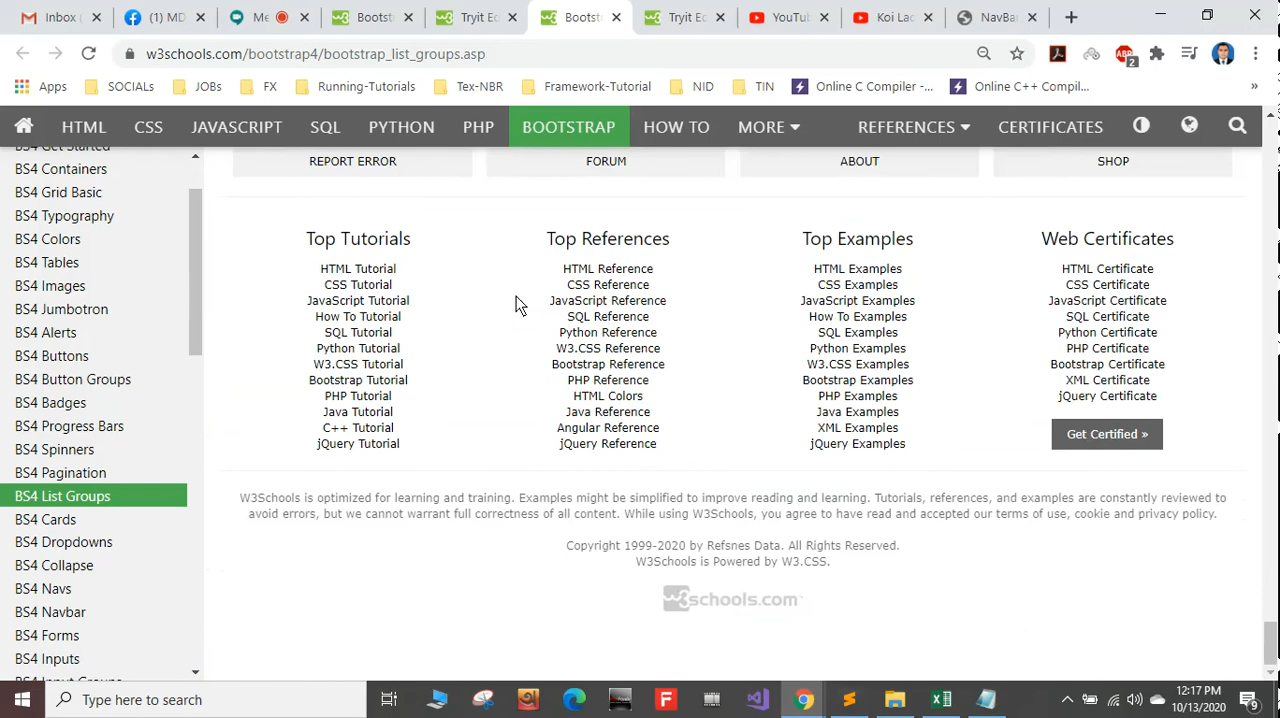 Inbox (
(1) MD
Me
Bootst
Tryit Ec
Bootst
Tryit Ec
YouTu
Koi Lac
NavBa
w3schools.com/bootstrap4/bootstrap_list_groups.asp
2
Apps
SOCIALs
JOBs
FX
Running-Tutorials
Tex-NBR
Framework-Tutorial
NID
TIN
Online C Compiler -...
Online C++ Compil...
»
HTML
CSS
JAVASCRIPT
SQL
PYTHON
PHP
BOOTSTRAP
HOW TO
MORE
REFERENCES
CERTIFICATES
BS4 Get Started
BS4 Containers
BS4 Grid Basic
BS4 Typography
BS4 Colors
BS4 Tables
BS4 Images
BS4 Jumbotron
BS4 Alerts
BS4 Buttons
BS4 Button Groups
BS4 Badges
BS4 Progress Bars
BS4 Spinners
BS4 Pagination
BS4 List Groups
BS4 Cards
BS4 Dropdowns
BS4 Collapse
BS4 Navs
BS4 Navbar
BS4 Forms
BS4 Inputs
BS4 Input Groups
REPORT ERROR
FORUM
ABOUT
SHOP
Top Tutorials
HTML Tutorial
CSS Tutorial
JavaScript Tutorial
How To Tutorial
SQL Tutorial
Python Tutorial
W3.CSS Tutorial
Bootstrap Tutorial
PHP Tutorial
Java Tutorial
C++ Tutorial
jQuery Tutorial
Top References
HTML Reference
CSS Reference
JavaScript Reference
SQL Reference
Python Reference
W3.CSS Reference
Bootstrap Reference
PHP Reference
HTML Colors
Java Reference
Angular Reference
jQuery Reference
Top Examples
HTML Examples
CSS Examples
JavaScript Examples
How To Examples
SQL Examples
Python Examples
W3.CSS Examples
Bootstrap Examples
PHP Examples
Java Examples
XML Examples
jQuery Examples
Web Certificates
HTML Certificate
CSS Certificate
JavaScript Certificate
SQL Certificate
Python Certificate
PHP Certificate
Bootstrap Certificate
XML Certificate
jQuery Certificate
Get Certified »
W3Schools is optimized for learning and training. Examples might be simplified to improve reading and learning. Tutorials, references, and examples are constantly reviewed to
avoid errors, but we cannot warrant full correctness of all content. While using W3Schools, you agree to have read and accepted our terms of use, cookie and privacy policy.
Copyright 1999-2020 by Refsnes Data. All Rights Reserved.
W3Schools is Powered by W3.CSS.
w3schools.com
Type here to search
12:17 PM
10/13/2020
9